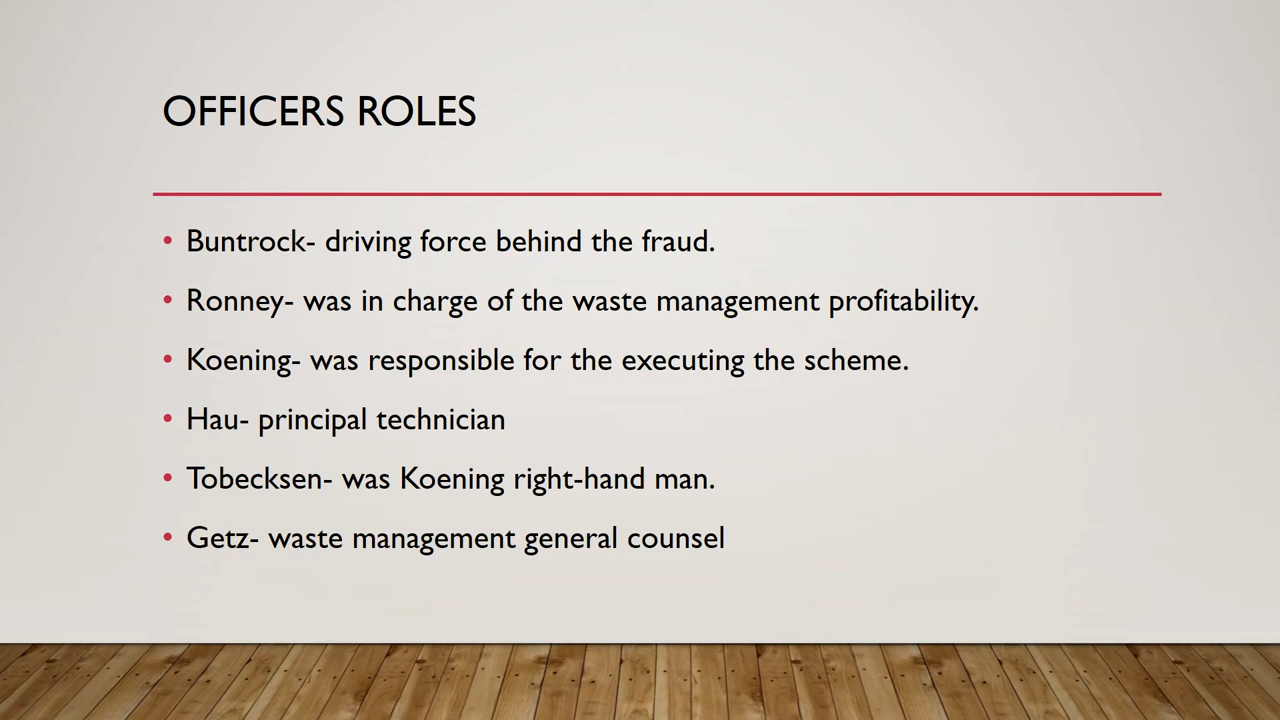 OFFICERS ROLES
• Buntrock- driving force behind the fraud.
• Ronney- was in charge of the waste management profitability.
• Koening- was responsible for the executing the scheme.
• Hau- principal technician
• Tobecksen- was Koening right-hand man.
• Getz- waste management general counsel